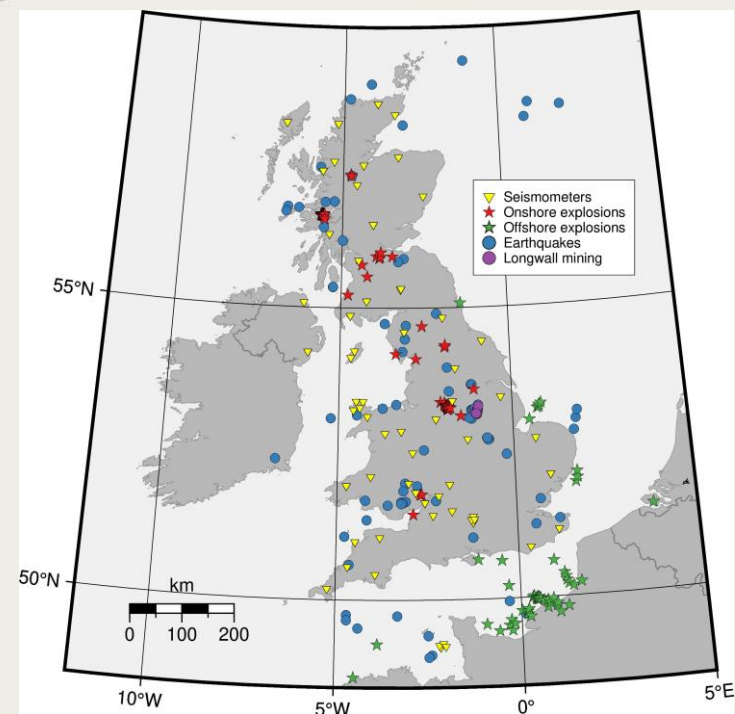 Seismometers
Onshore explosions
Offshore explosions
Earthquakes
Longwall mining
55°N
50°N
km
0 100 200
10°W
5°W
0°
5°E